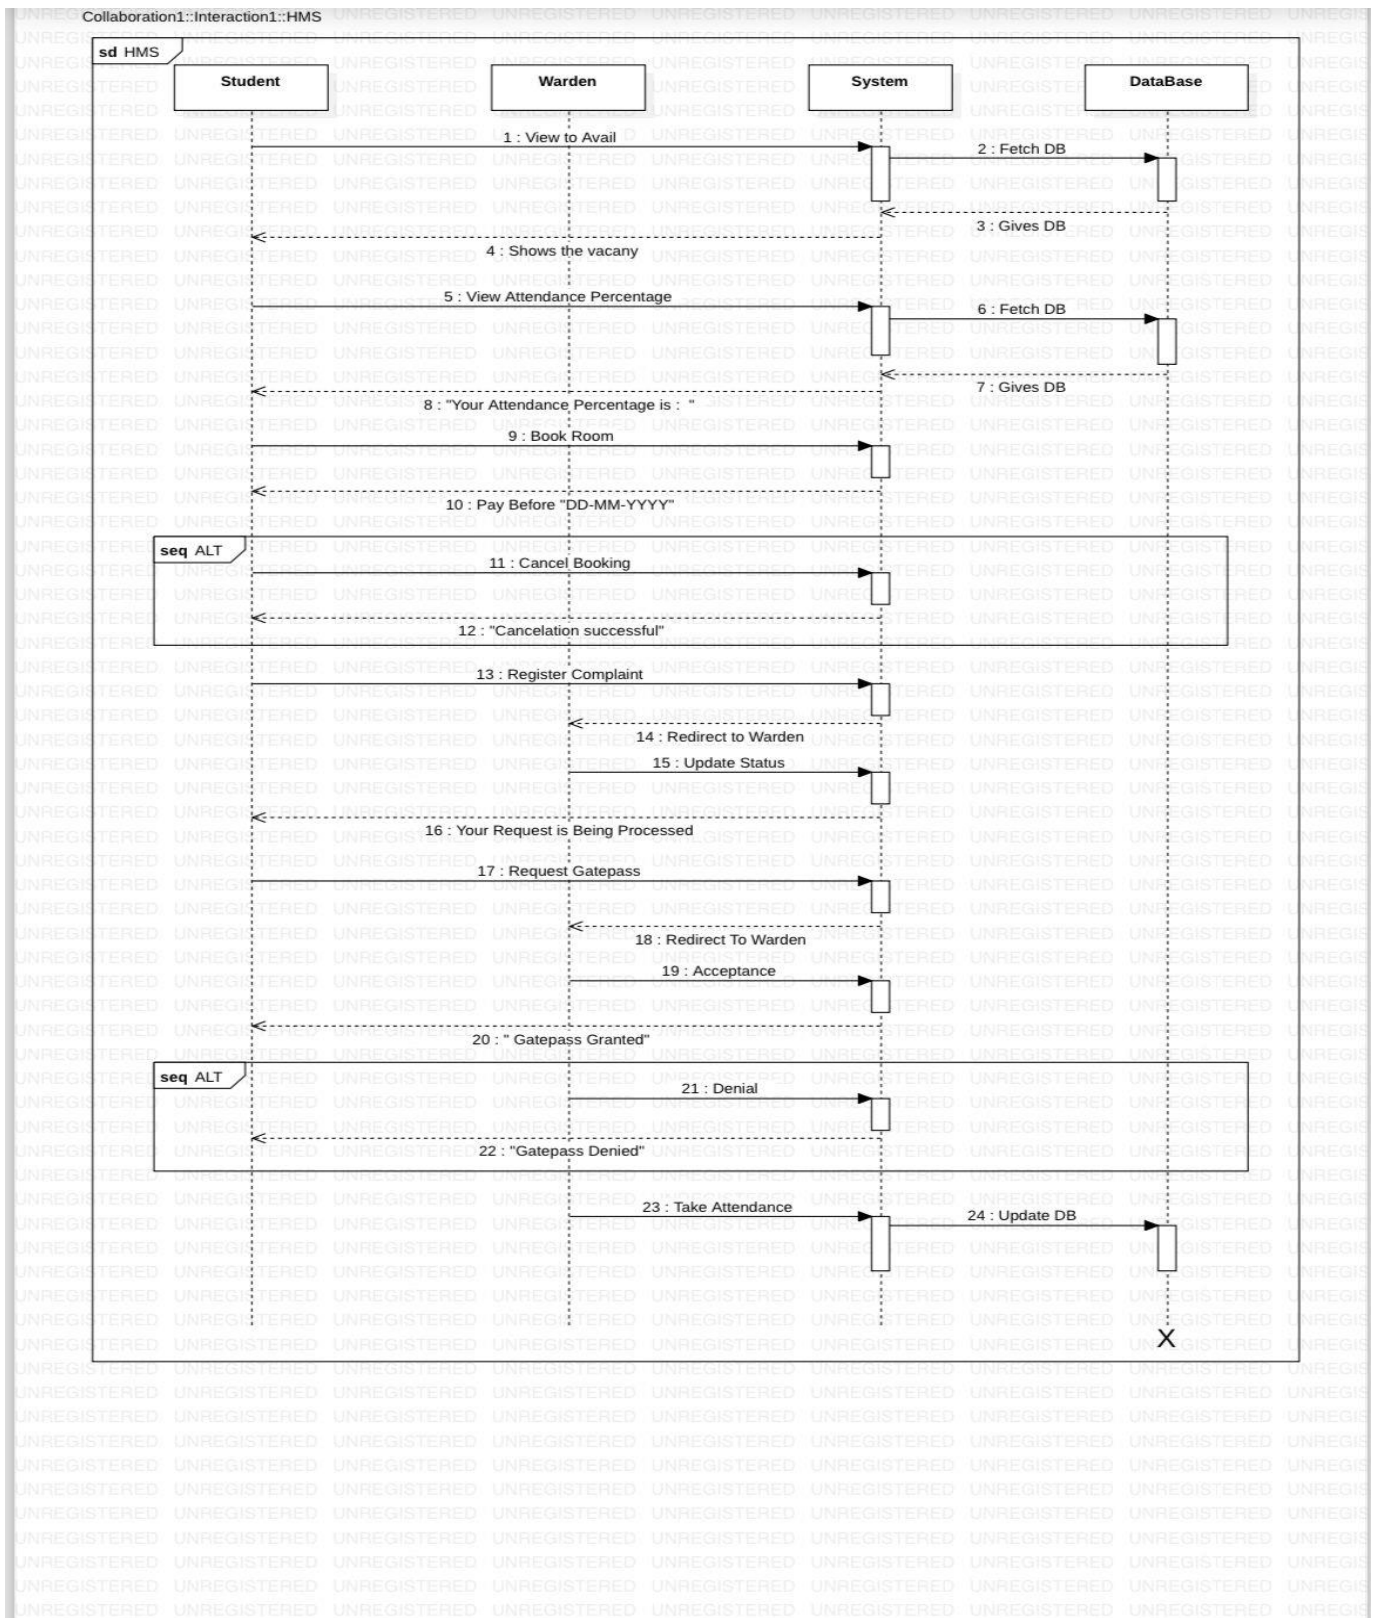 Collaboration1::Interaction1::HMS
sd HMS
Student
Warden
System
DataBase
1 : View to Avail
2 : Fetch DB
3 : Gives DB
4 : Shows the vacany
5 : View Attendance Percentage
6 : Fetch DB
7 : Gives DB
8 : "Your Attendance Percentage is :  "
9 : Book Room
10 : Pay Before "DD-MM-YYYY"
seq ALT
11 : Cancel Booking
12 : "Cancelation successful"
13 : Register Complaint
14 : Redirect to Warden
15 : Update Status
16 : Your Request is Being Processed
17 : Request Gatepass
18 : Redirect To Warden
19 : Acceptance
20 : " Gatepass Granted"
seq ALT
21 : Denial
22 : "Gatepass Denied"
23 : Take Attendance
24 : Update DB
X
UNREGISTERED